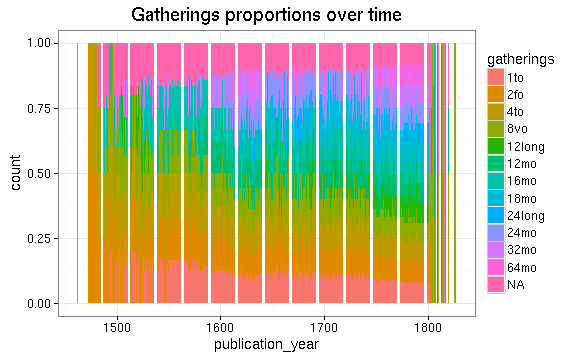 Gatherings proportions over time
count
1.00
0.75
0.50
0.25
0.00
1500
1600
1700
1800
publication_year
gatherings
1to
2fo
4to
8vo
12long
12mo
16mo
18mo
24long
24mo
32mo
64mo
NA